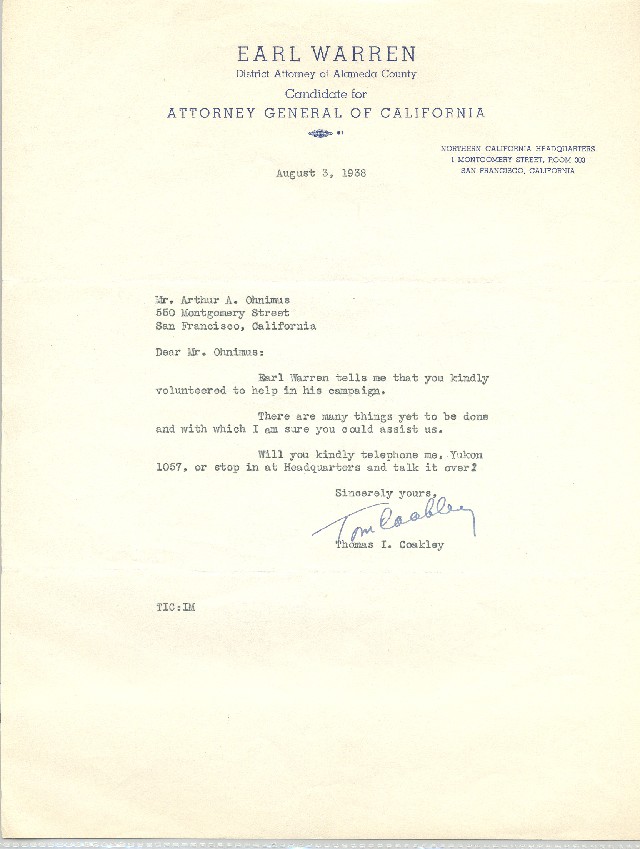 EARL WARREN
District Attorney of Alameda County
Candidate for
ATTORNEY GENERAL OF CALIFORNIA
NORTHERN CALIFORNIA HEADQUARTERS
1 MONTGOMERY STREET, ROOM 303
SAN FRANCISCO, CALIFORNIA
August 3, 1938
Mr. Arthur A. Ohnimus
550 Montgomery Street
San Francisco, California
Dear Mr. Ohnimus:
Earl Warren tells me that you kindly
volunteered to help in his campaign.
There are many things yet to be done
and with which I am sure you could assist us.
Will you kindly telephone me, Yukon
1057, or stop in at Headquarters and talk it over?
Sincerely yours,
Tom Coakley
Thomas I. Coakley
TIC:IM